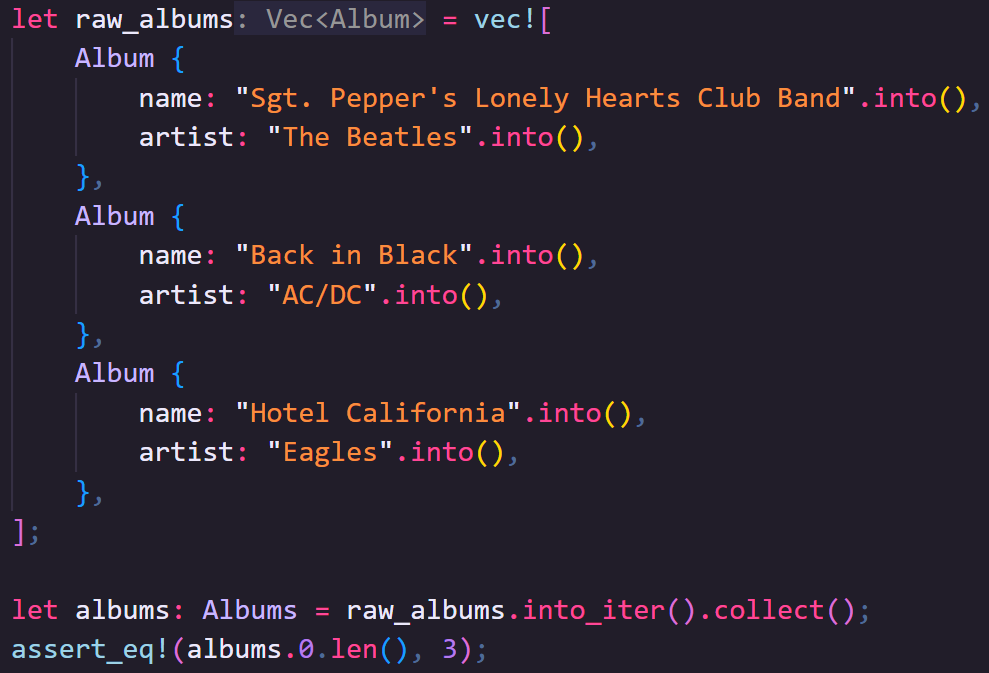 let raw_albums: Vec<Album> = vec![
    Album {
        name: "Sgt. Pepper's Lonely Hearts Club Band".into(),
        artist: "The Beatles".into(),
    },
    Album {
        name: "Back in Black".into(),
        artist: "AC/DC".into(),
    },
    Album {
        name: "Hotel California".into(),
        artist: "Eagles".into(),
    },
];
let albums: Albums = raw_albums.into_iter().collect();
assert_eq!(albums.0.len(), 3);